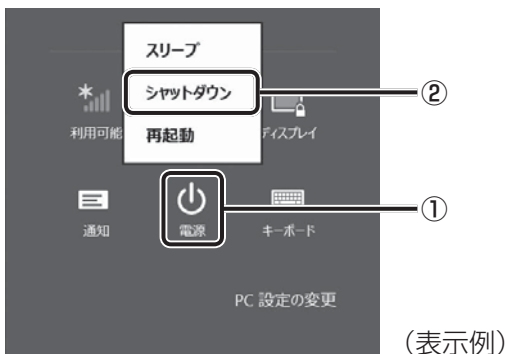 スリープ
シャットダウン
②
利用可能
再起動
ディスプレイ
①
通知
電源
キーボード
PC 設定の変更
（表示例）